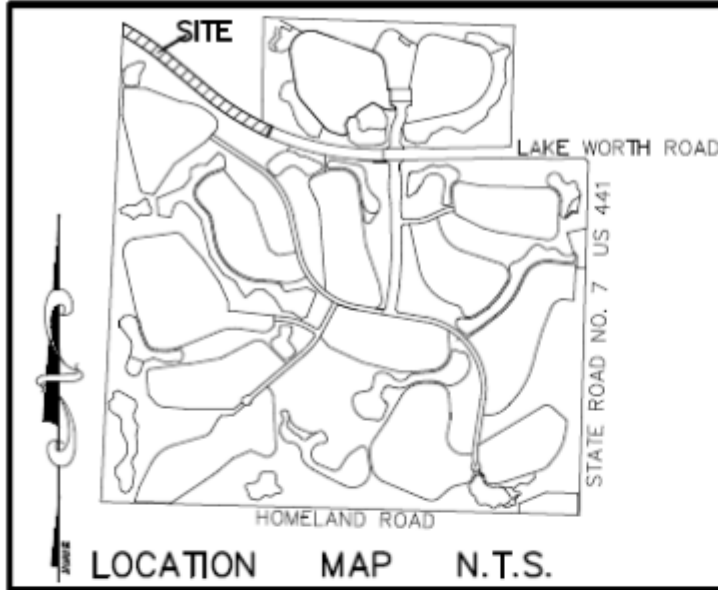 SITE
LAKE WORTH ROAD
STATE ROAD NO. 7 US 441
HOMELAND ROAD
LOCATION MAP N.T.S.